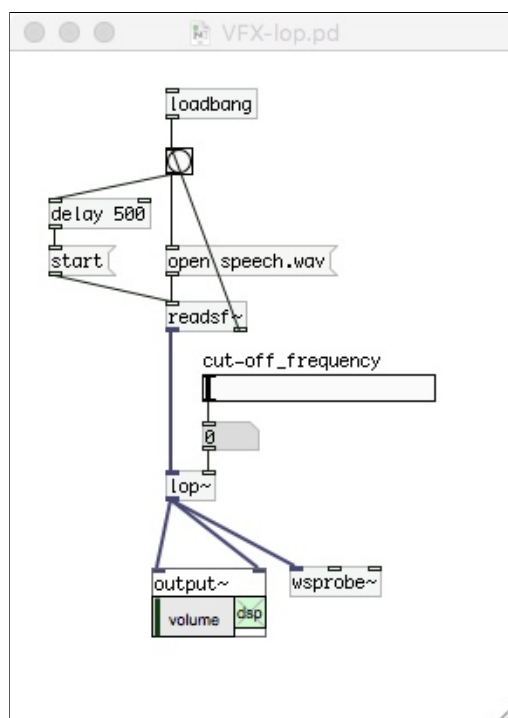 VFX-lop.pd
loadbang
delay 500
start
open speech.wav
readsf~
cut-off_frequency
0
lop~
output~
wsprobe~
volume
dsp